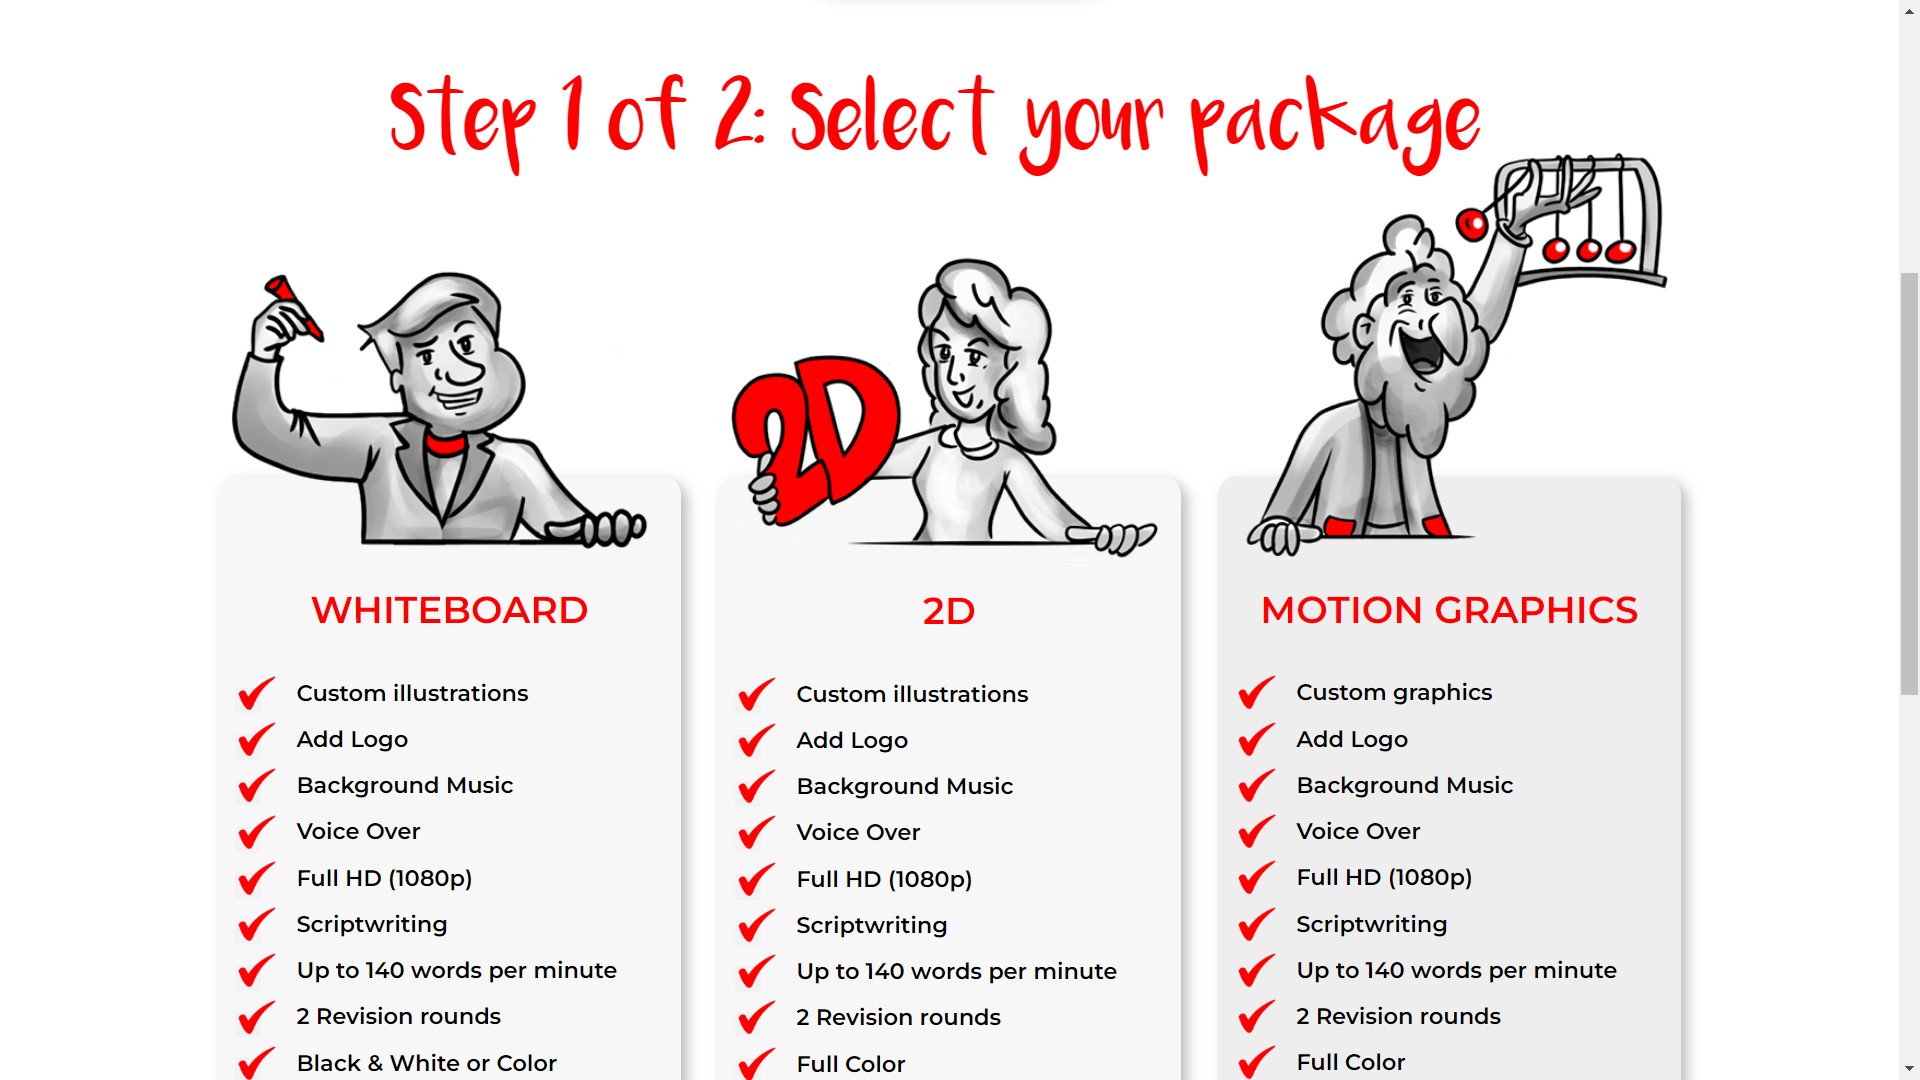 Step 1 of 2: Select your package
2D
WHITEBOARD
Custom illustrations
Add Logo
Background Music
Voice Over
Full HD (1080p)
Scriptwriting
Up to 140 words per minute
2 Revision rounds
Black & White or Color
2D
Custom illustrations
Add Logo
Background Music
Voice Over
Full HD (1080p)
Scriptwriting
Up to 140 words per minute
2 Revision rounds
Full Color
MOTION GRAPHICS
Custom graphics
Add Logo
Background Music
Voice Over
Full HD (1080p)
Scriptwriting
Up to 140 words per minute
2 Revision rounds
Full Color